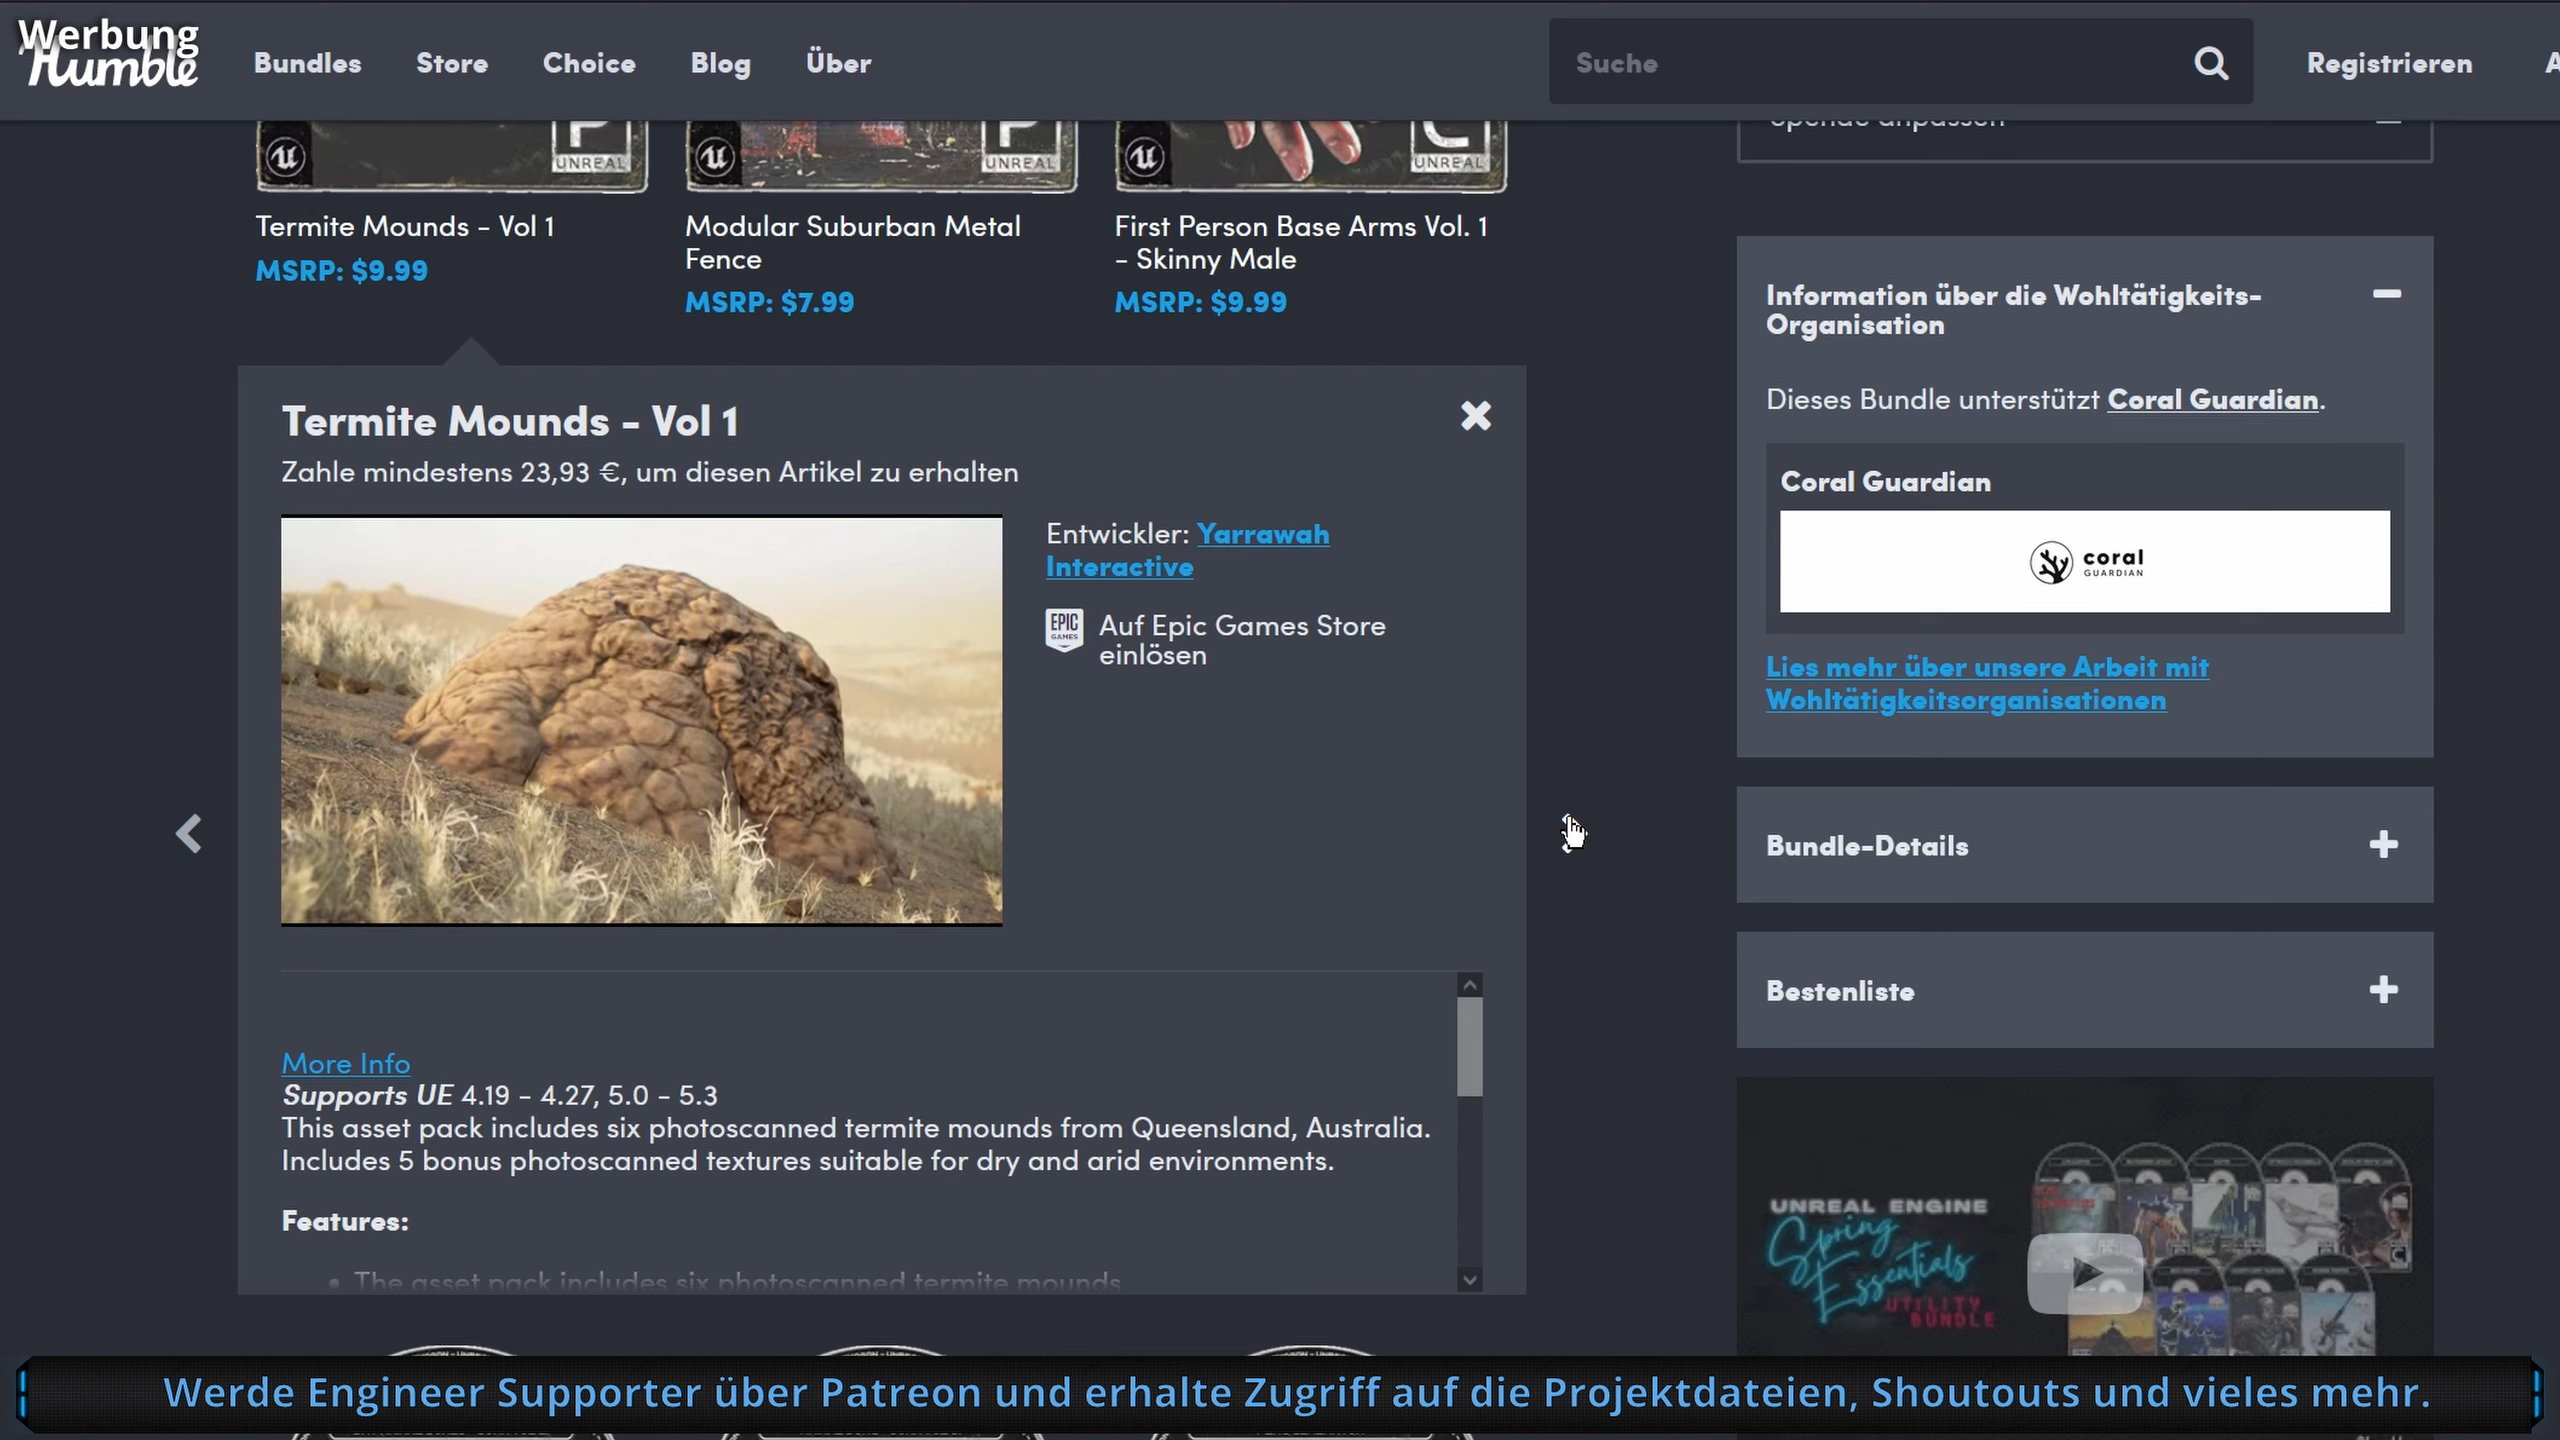 Werbung
Humble
Bundles
Store
Choice
Blog
Über
Suche
Registrieren
UNREAL
UNREAL
UNREAL
Spende anpassen
Termite Mounds - Vol 1
MSRP: $9.99
Modular Suburban Metal
Fence
MSRP: $7.99
First Person Base Arms Vol. 1
- Skinny Male
MSRP: $9.99
Termite Mounds - Vol 1
Zahle mindestens 23,93 €, um diesen Artikel zu erhalten
Entwickler: Yarrawah
Interactive
EPIC
GAMES
Auf Epic Games Store
einlösen
More Info
Supports UE 4.19 - 4.27, 5.0 - 5.3
This asset pack includes six photoscanned termite mounds from Queensland, Australia.
Includes 5 bonus photoscanned textures suitable for dry and arid environments.
Features:
• The asset pack includes six photoscanned termite mounds
Information über die Wohltätigkeits-
Organisation
Dieses Bundle unterstützt Coral Guardian.
Coral Guardian
coral
GUARDIAN
Lies mehr über unsere Arbeit mit
Wohltätigkeitsorganisationen
Bundle-Details
Bestenliste
UNREAL ENGINE
Spring
Essentials
UTILITY
BUNDLE
Werde Engineer Supporter über Patreon und erhalte Zugriff auf die Projektdateien, Shoutouts und vieles mehr.